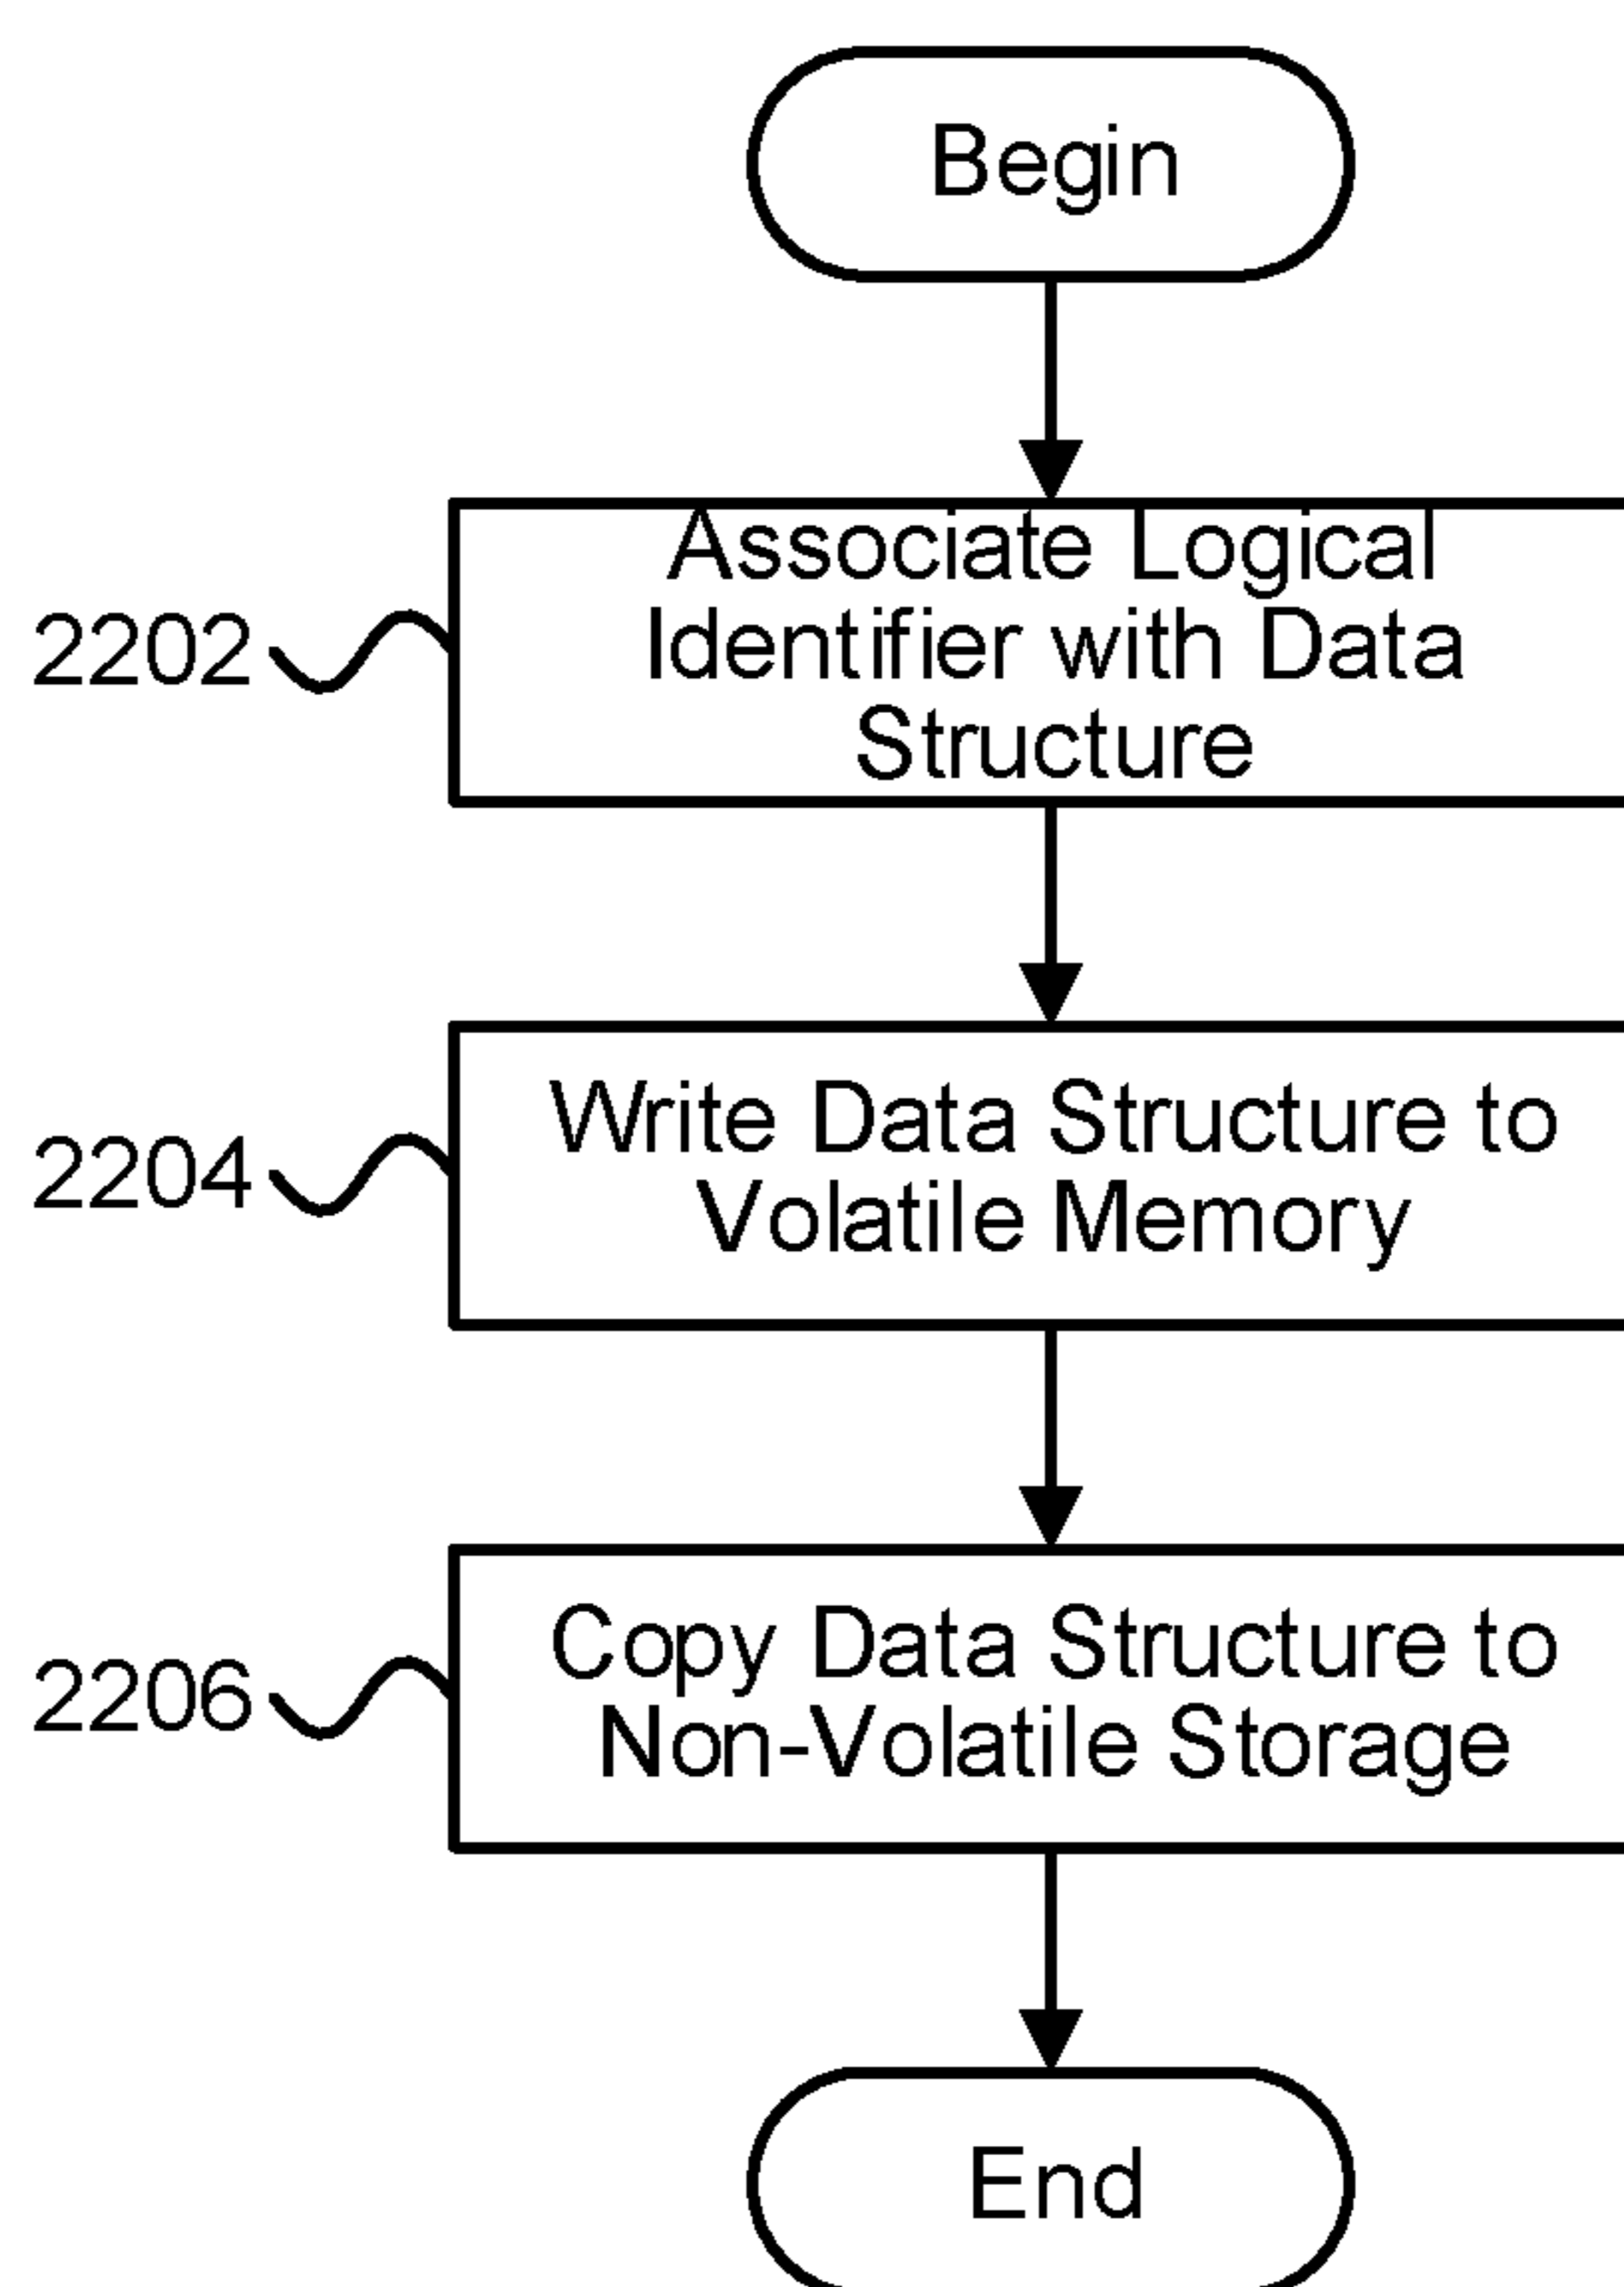 Begin
Associate Logical
Identifier with Data
Structure
2202
Write Data Structure to
Volatile Memory
2204
Copy Data Structure to
Non-Volatile Storage
2206
End